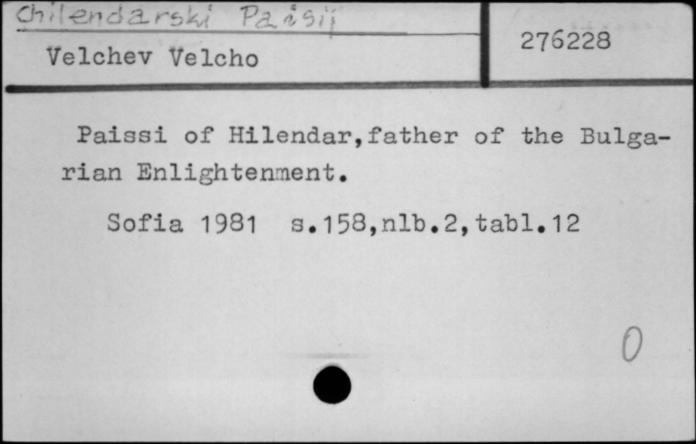 Chilendarski Paisij
Velchev Velcho
276228
Paissi of Hilendar,father of the Bulga-
rian Enlightenment.
Sofia 1981 s.158,nlb.2,tabl.12
0